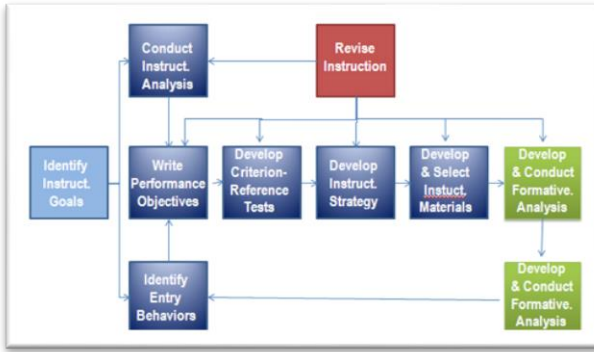 Conduct
Instruct.
Analysis
Revise
Instruction
Identify
Instruct.
Goals
Write
Performance
Objectives
Develop
Criterion-
Reference
Tests
Develop
Instruct.
Strategy
Develop
& Select
Instuct.
Materials
Develop
& Conduct
Formative.
Analysis
Identify
Entry
Behaviors
Develop
& Conduct
Formative.
Analysis